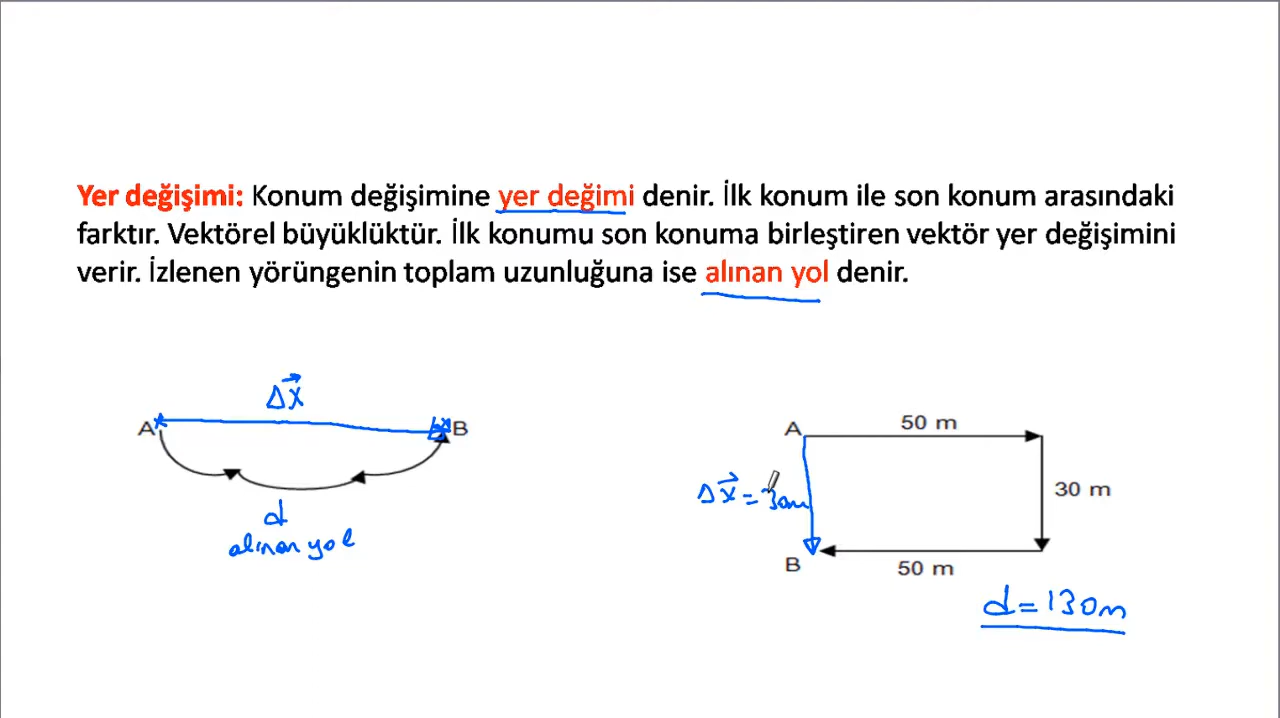 Yer değişimi: Konum değişimine yer değimi denir. İlk konum ile son konum arasındaki
farktır. Vektörel büyüklüktür. İlk konumu son konuma birleştiren vektör yer değişimini
verir. İzlenen yörüngenin toplam uzunluğuna ise alınan yol denir.
Δx⃗
A B
d
alınan yol
A 50 m
Δx⃗ = 30m
30 m
B 50 m
d = 130m